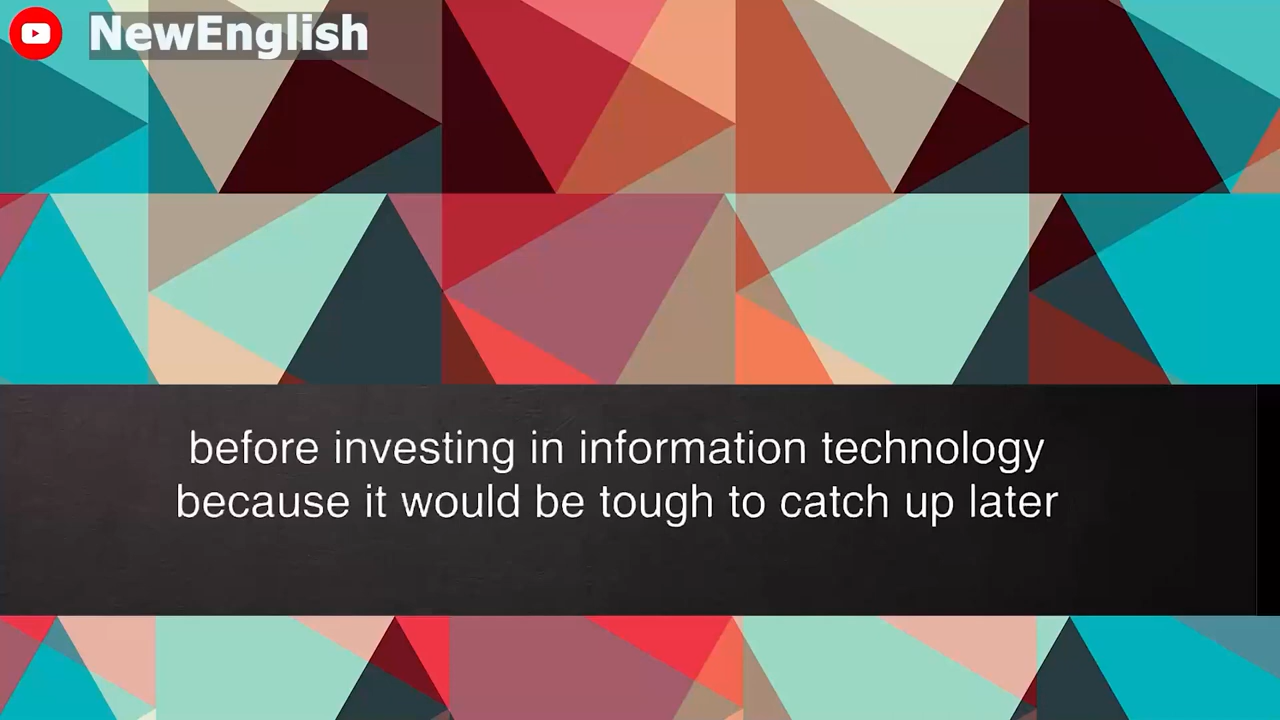 NewEnglish
before investing in information technology
because it would be tough to catch up later